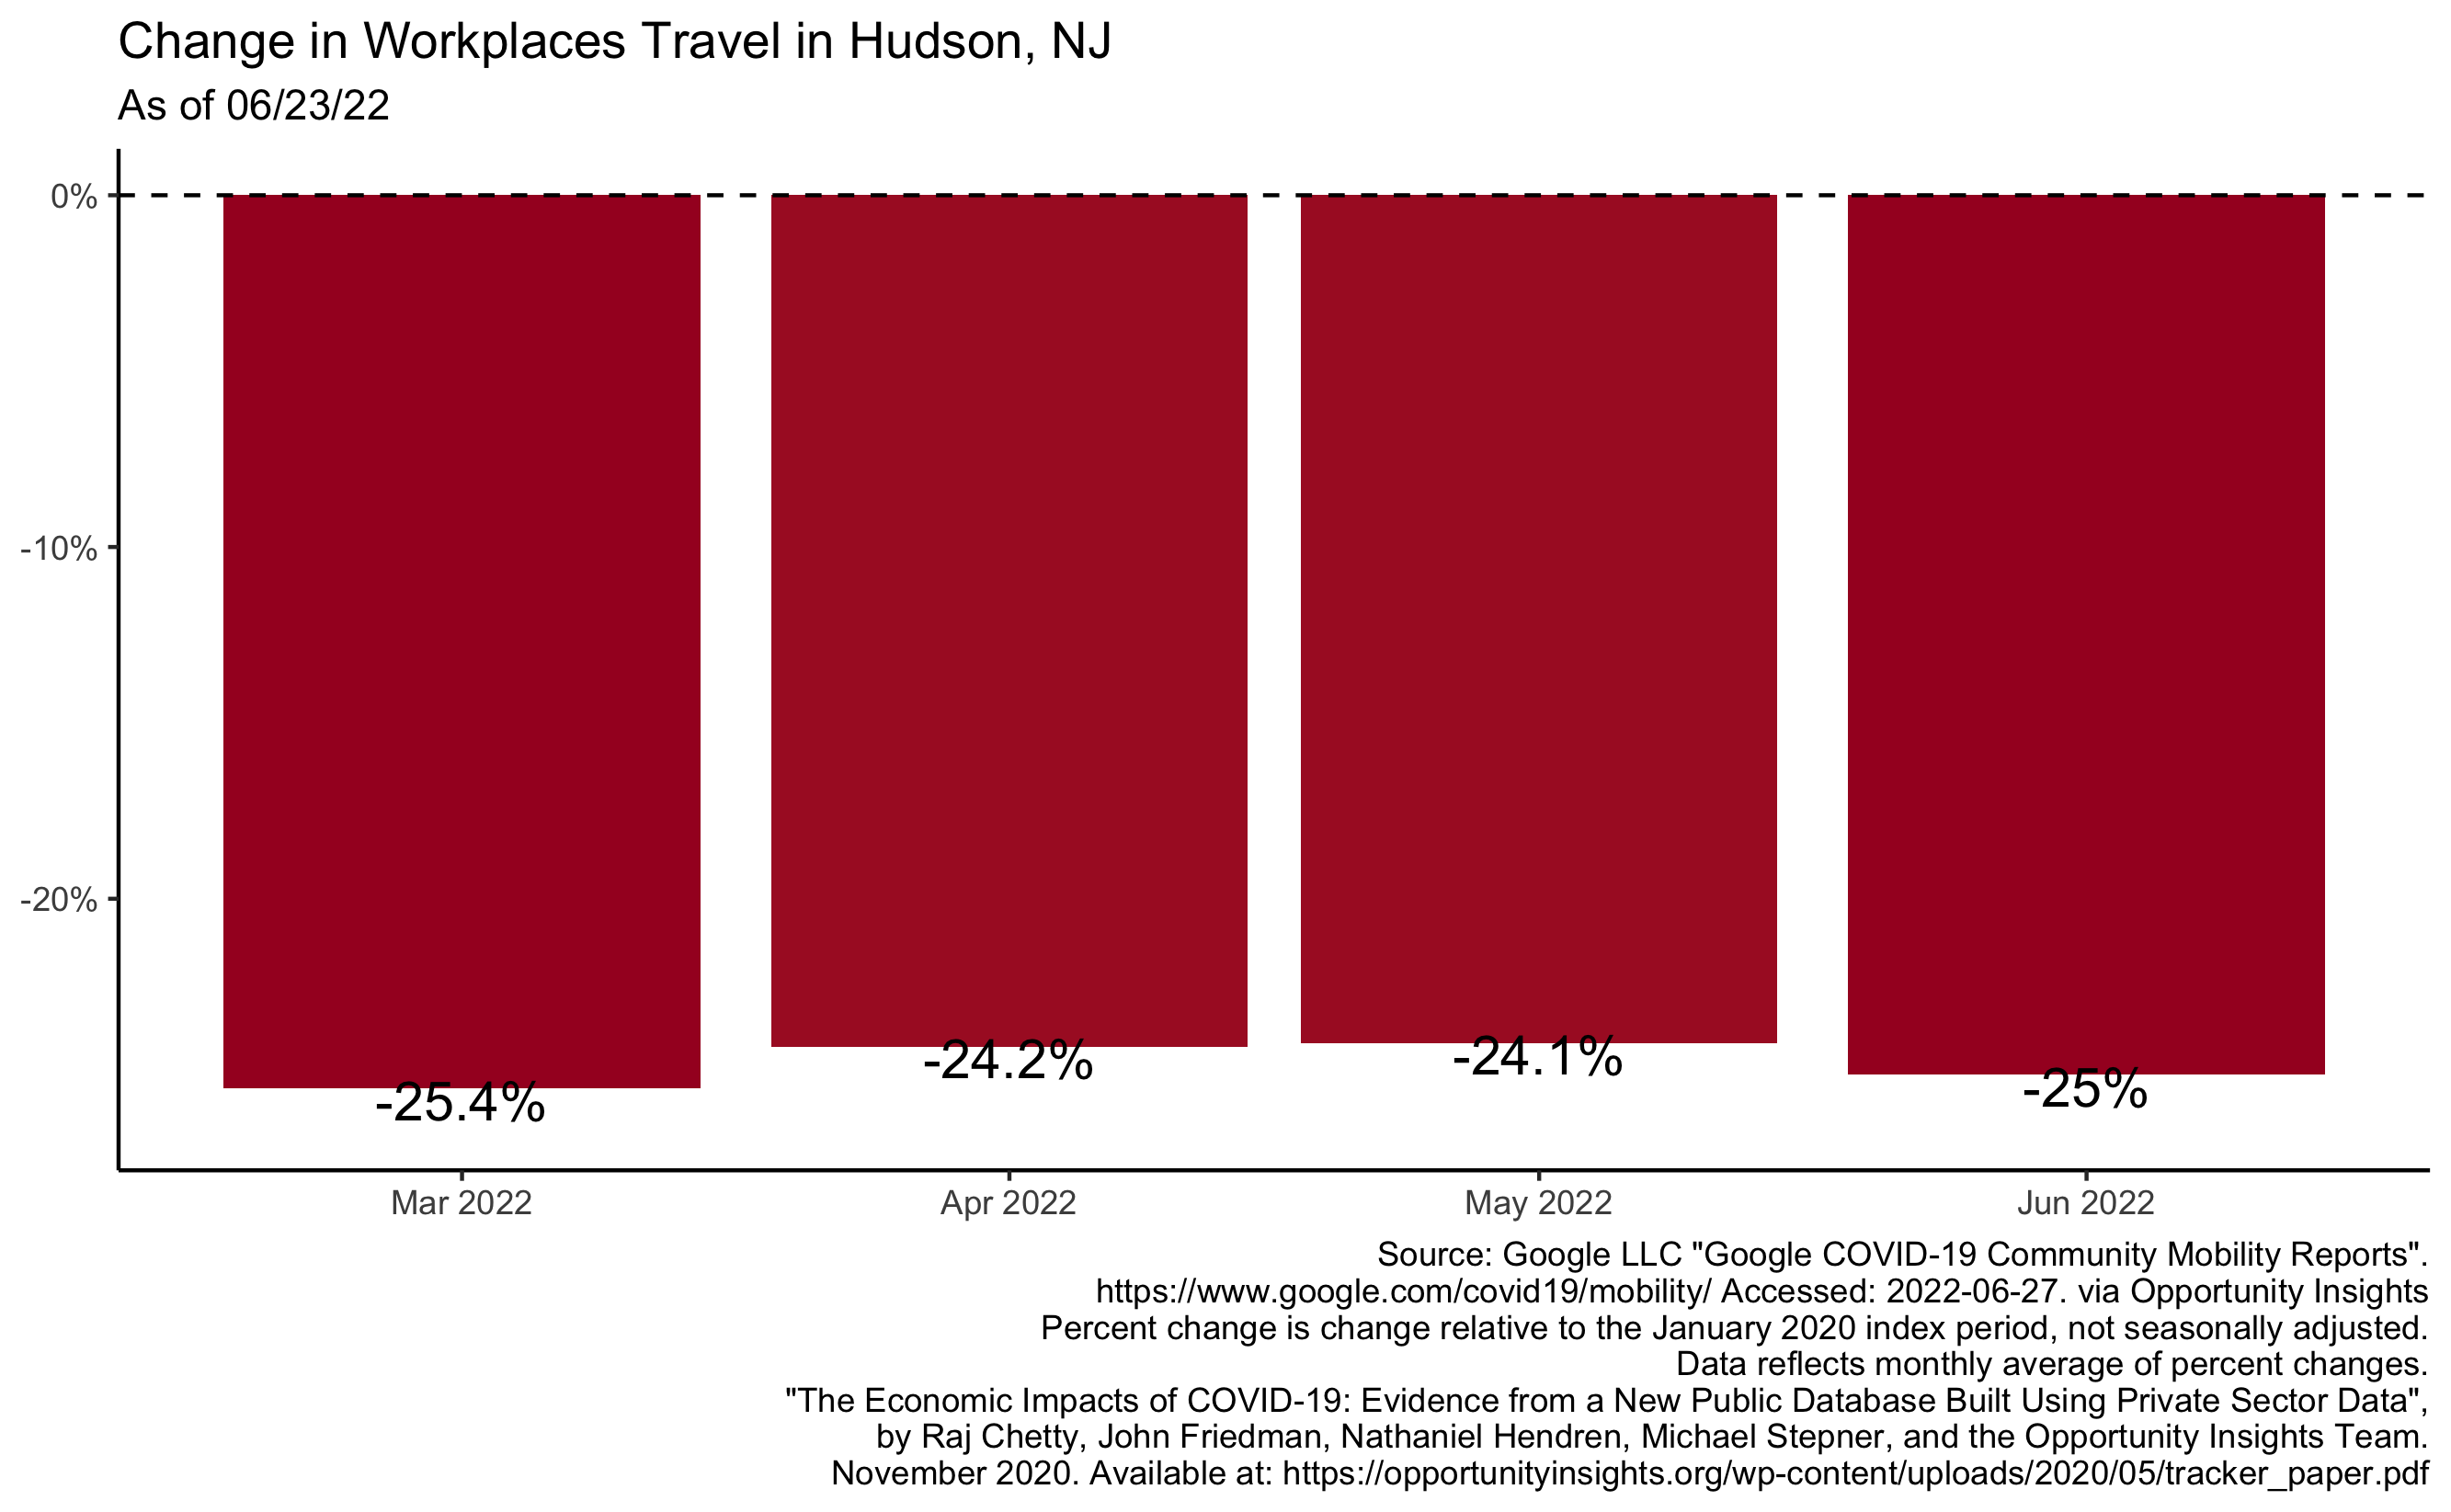 Change in Workplaces Travel in Hudson, NJ
As of 06/23/22
0%
-10%
-20%
-25.4%
-24.2%
-24.1%
-25%
Mar 2022
Apr 2022
May 2022
Jun 2022
Source: Google LLC "Google COVID-19 Community Mobility Reports".
https://www.google.com/covid19/mobility/ Accessed: 2022-06-27. via Opportunity Insights
Percent change is change relative to the January 2020 index period, not seasonally adjusted.
Data reflects monthly average of percent changes.
"The Economic Impacts of COVID-19: Evidence from a New Public Database Built Using Private Sector Data",
by Raj Chetty, John Friedman, Nathaniel Hendren, Michael Stepner, and the Opportunity Insights Team.
November 2020. Available at: https://opportunityinsights.org/wp-content/uploads/2020/05/tracker_paper.pdf